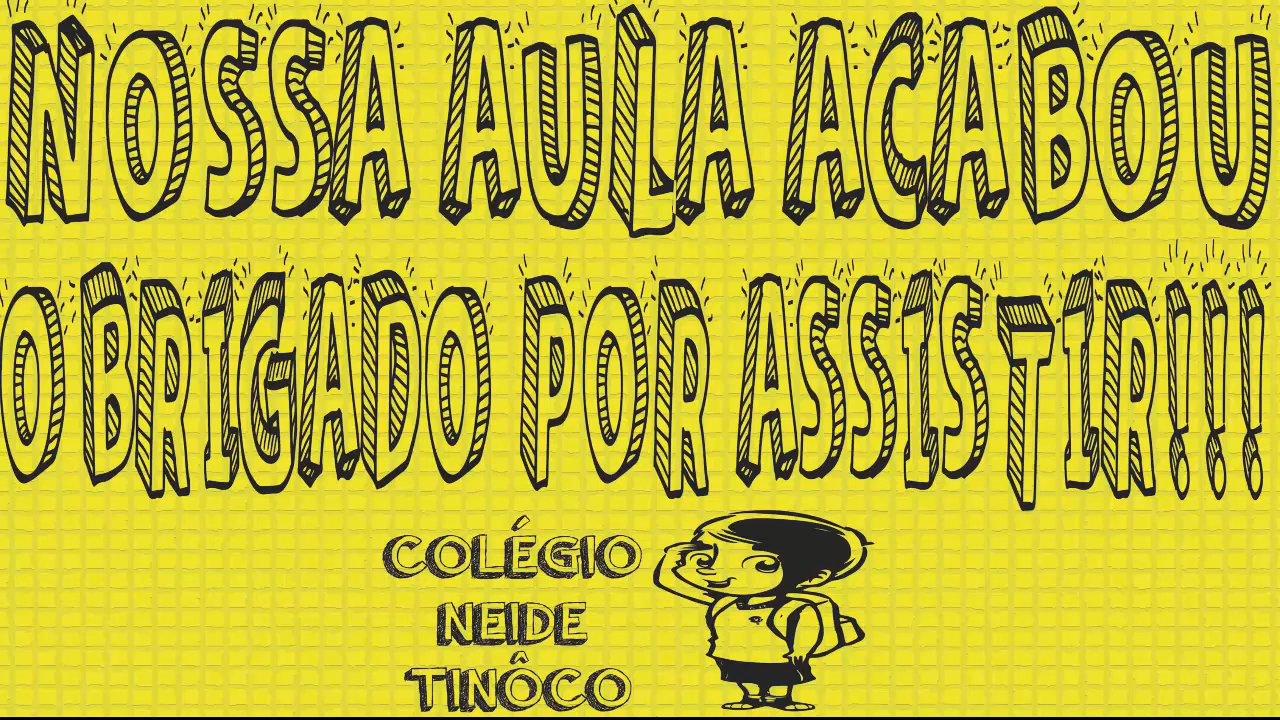 NOSSA AULA ACABOU
OBRIGADO POR ASSISTIR!!!
COLÉGIO
NEIDE
TINÔCO